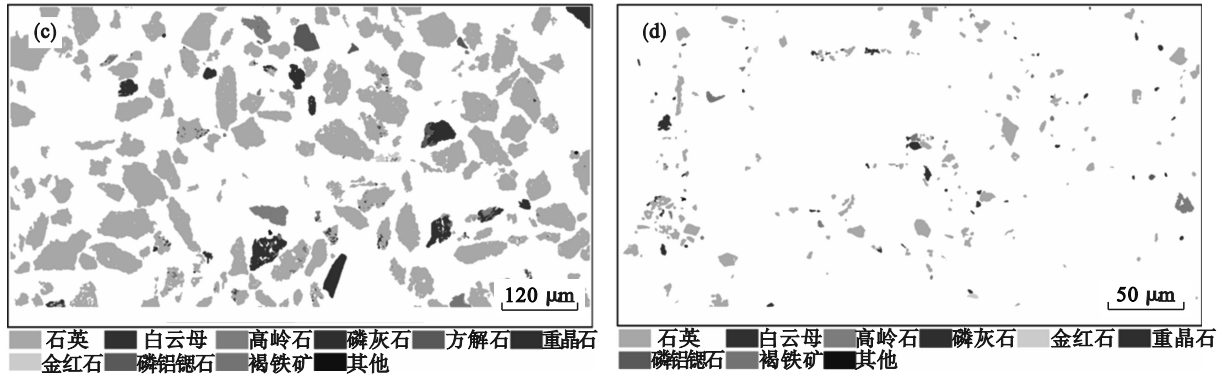 (c)
120 μm
石英 白云母 高岭石 磷灰石 方解石 重晶石
金红石 磷铝锶石 褐铁矿 其他
(d)
50 μm
石英 白云母 高岭石 磷灰石 金红石 重晶石
磷铝锶石 褐铁矿 其他